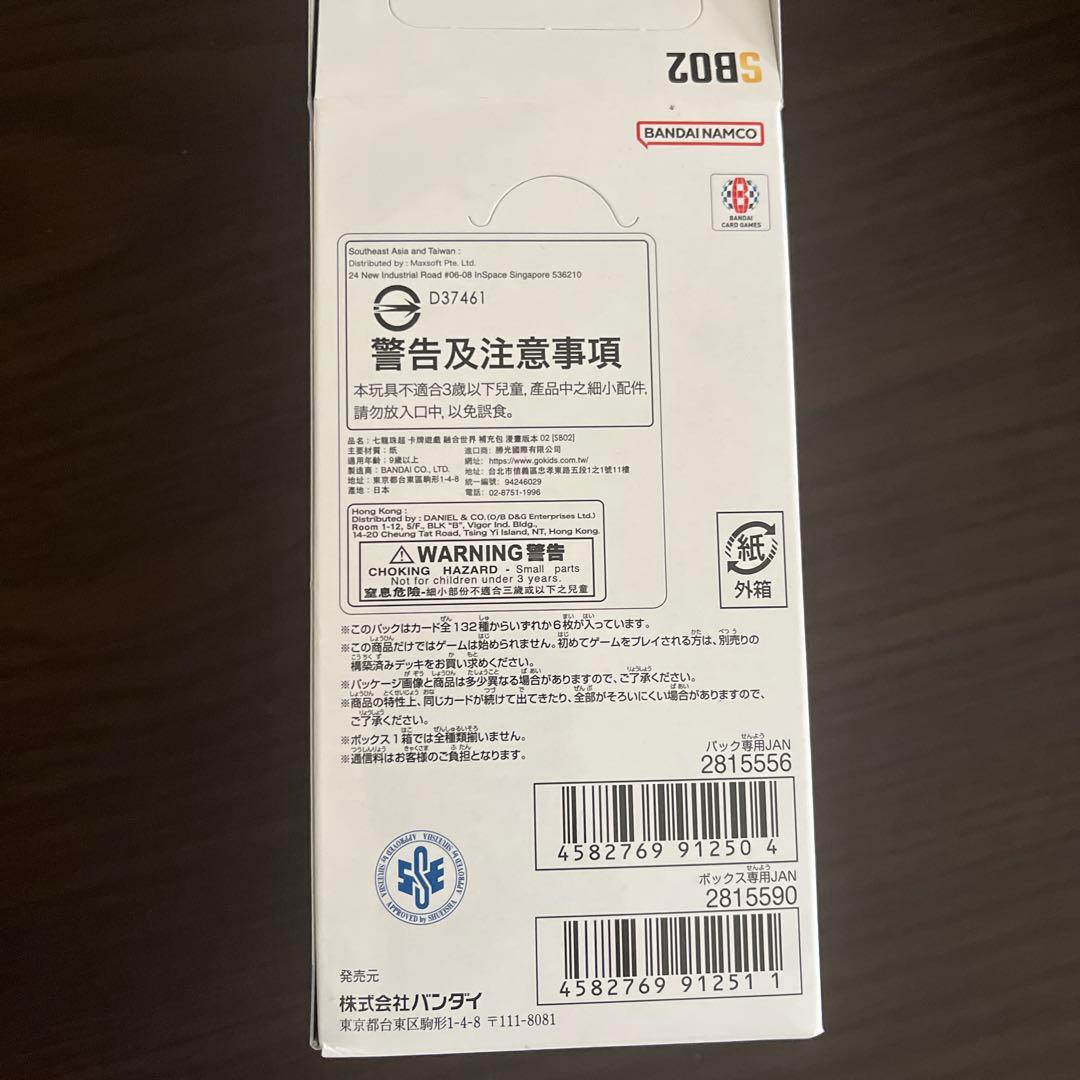 SB02
BANDAI NAMCO
BANDAI
CARD GAMES
Southeast Asia and Taiwan :
Distributed by : Maxsoft Pte. Ltd.
24 New Industrial Road #06-08 InSpace Singapore 536210
D37461
警告及注意事項
本玩具不適合3歲以下兒童, 產品中之細小配件,
請勿放入口中, 以免誤食。
品名：七龍珠超 卡牌遊戲 融合世界 補充包 漫畫版本 02 [SB02]
主要材質：紙
適用年齡：9歲以上
製造商：BANDAI CO., LTD.
地址：東京都台東區駒形1-4-8
產地：日本
進口商：勝光國際有限公司
網址：https://www.gokids.com.tw/
地址：台北市信義區忠孝東路五段1之1號11樓
統一編號：94246029
電話：02-8751-1996
Hong Kong :
Distributed by : DANIEL & CO.(O/B D&G Enterprises Ltd.)
Room 1-12, 5/F., BLK "B", Vigor Ind. Bldg.,
14-20 Cheung Tat Road, Tsing Yi Island, NT, Hong Kong.
WARNING 警告
CHOKING HAZARD - Small parts
Not for children under 3 years.
窒息危險-細小部份不適合三歲或以下之兒童
紙
外箱
※このパックはカード全132種からいずれか6枚が入っています。
※この商品だけではゲームは始められません。初めてゲームをプレイされる方は、別売りの
構築済みデッキをお買い求めください。
※パッケージ画像と商品は多少異なる場合がありますので、ご了承ください。
※商品の特性上、同じカードが続けて出てきたり、全部がそろいにくい場合がありますので、
ご了承ください。
※ボックス1箱では全種類揃いません。
※通信料はお客様のご負担となります。
パック専用JAN
2815556
4582769 91250 4
ボックス専用JAN
2815590
4582769 91251 1
SSE
APPROVED by SHUEISHA APPROVED by SHUEISHA APPROVED by SHUEISHA
発売元
株式会社バンダイ
東京都台東区駒形1-4-8 〒111-8081